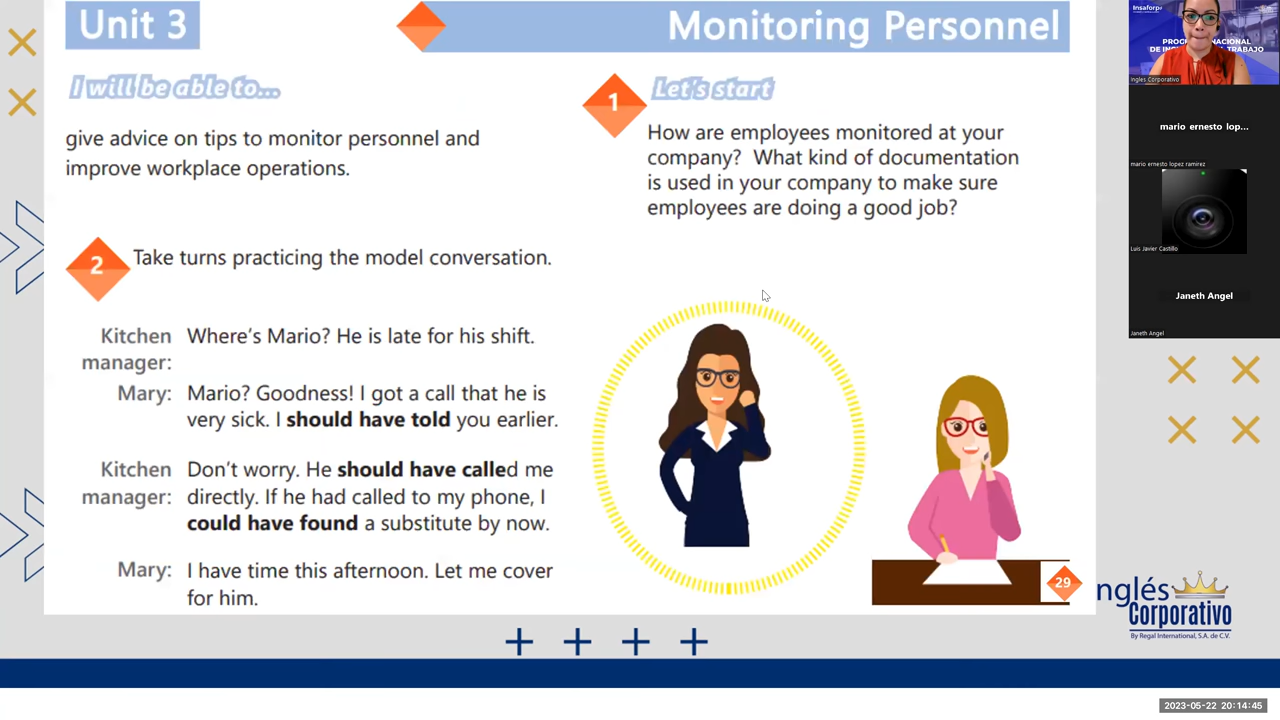 Unit 3
Monitoring Personnel
I will be able to...
give advice on tips to monitor personnel and
improve workplace operations.
1
Let's start
How are employees monitored at your
company? What kind of documentation
is used in your company to make sure
employees are doing a good job?
2
Take turns practicing the model conversation.
Kitchen manager: Where's Mario? He is late for his shift.
Mary: Mario? Goodness! I got a call that he is
very sick. I should have told you earlier.
Kitchen manager: Don't worry. He should have called me
directly. If he had called to my phone, I
could have found a substitute by now.
Mary: I have time this afternoon. Let me cover
for him.
29
nglés
Corporativo
By Regal International, S.A. de C.V.
Insaforp
Inglés Corporativo
mario ernesto lop...
mario ernesto lopez ramirez
Luis Javier Castillo
Janeth Angel
Janeth Angel
2023-05-22 20:14:45